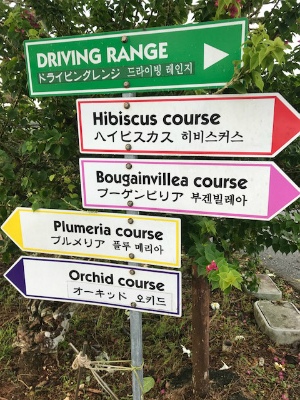 DRIVING RANGE
ドライビングレンジ 드라이빙 레인지
Hibiscus course
ハイビスカス 히비스커스
Bougainvillea course
ブーゲンビリア 부겐빌레아
Plumeria course
プルメリア 플루메리아
Orchid course
オーキッド 오키드